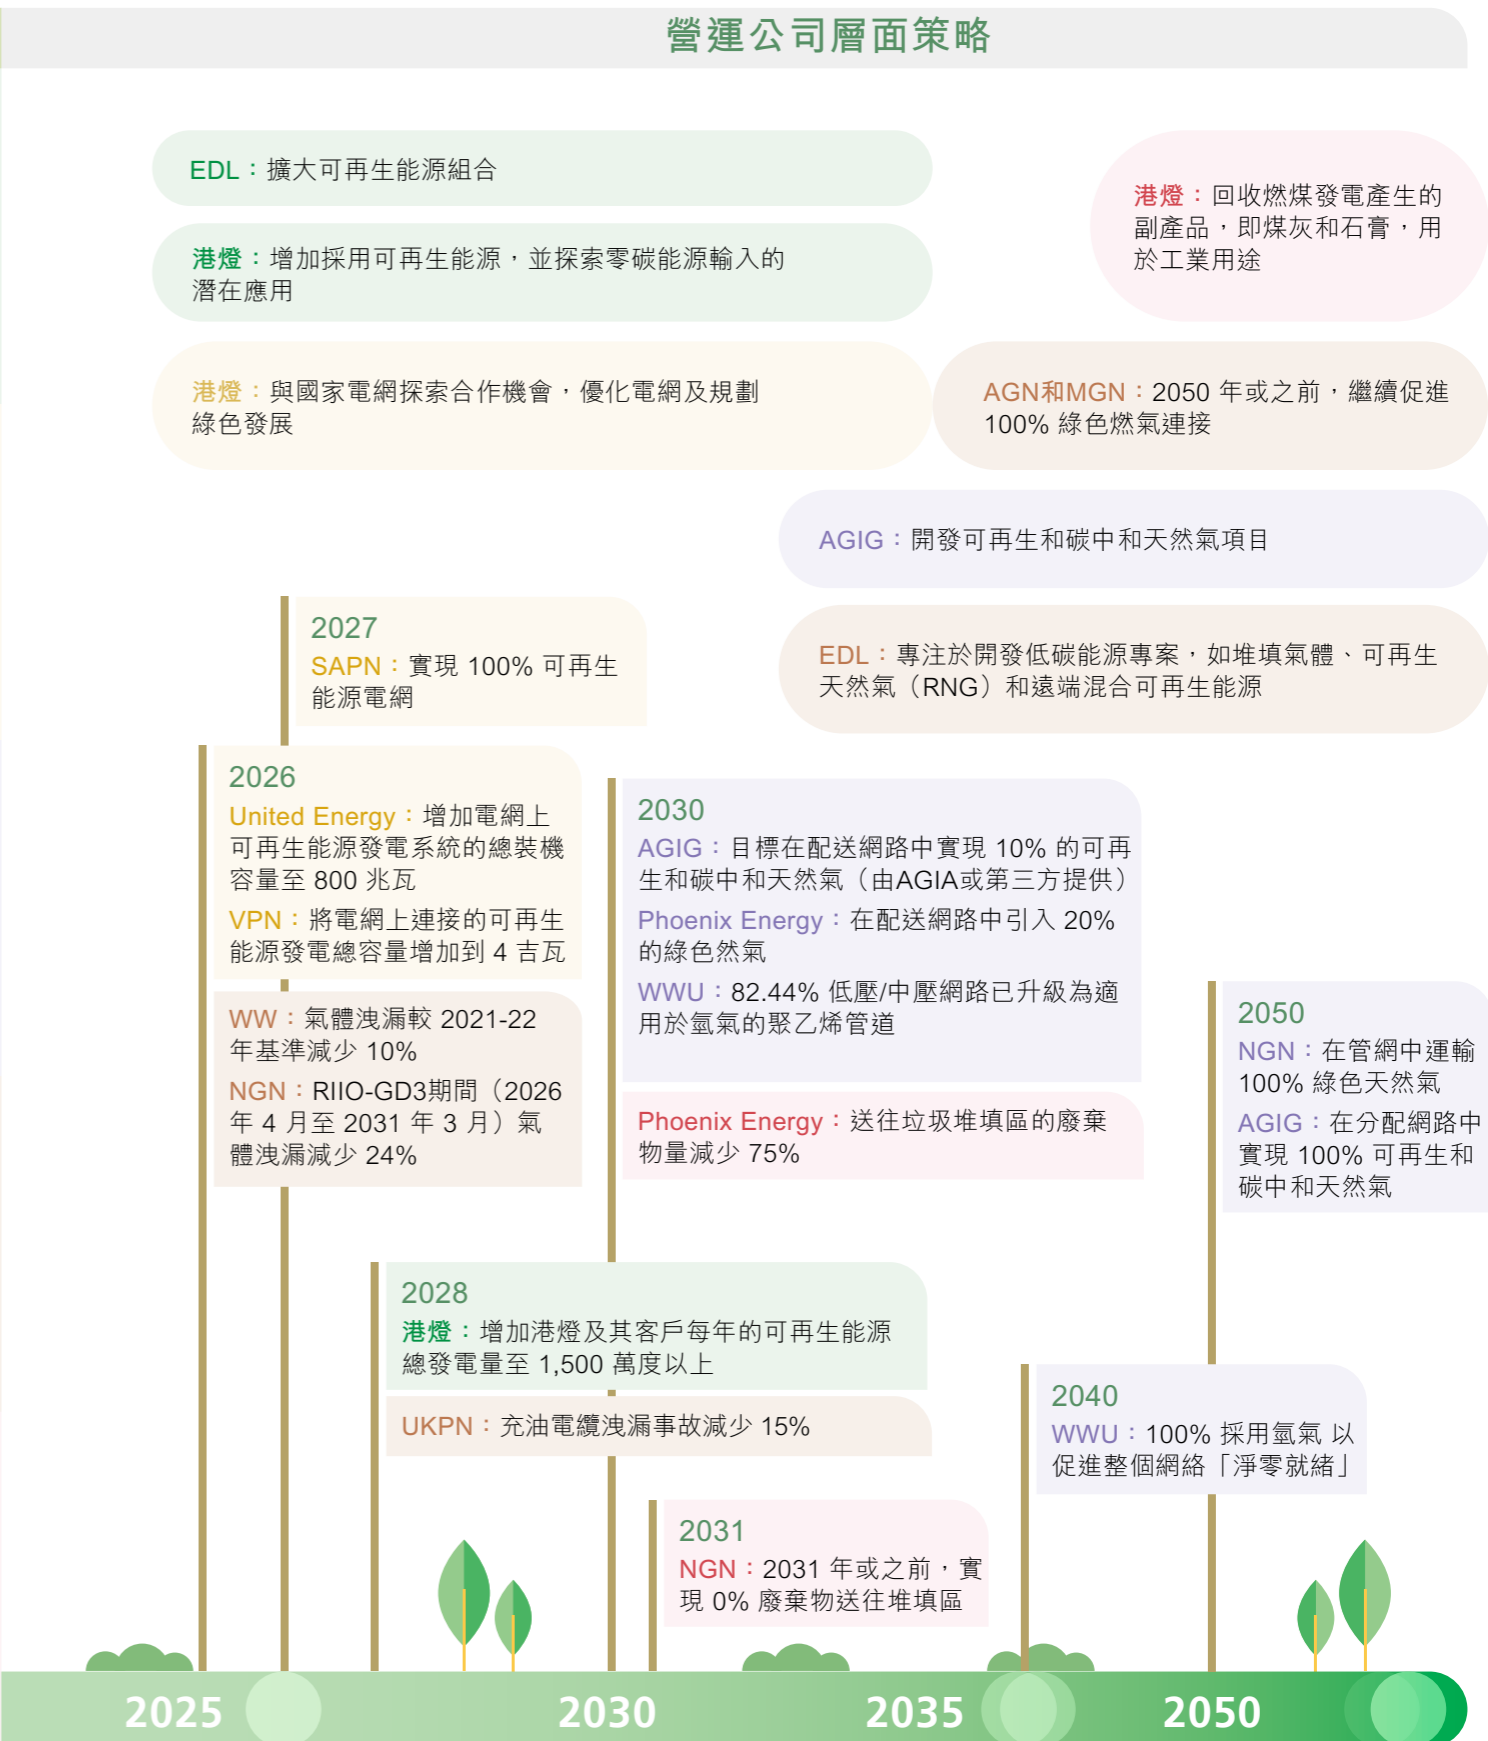 營運公司層面策略
EDL：擴大可再生能源組合
港燈：增加採用可再生能源，並探索零碳能源輸入的
潛在應用
港燈：與國家電網探索合作機會，優化電網及規劃
綠色發展
港燈：回收燃煤發電產生的
副產品，即煤灰和石膏，用
於工業用途
AGN和MGN：2050 年或之前，繼續促進
100% 綠色燃氣連接
AGIG：開發可再生和碳中和天然氣項目
EDL：專注於開發低碳能源專案，如堆填氣體、可再生
天然氣（RNG）和遠端混合可再生能源
2027
SAPN：實現 100% 可再生
能源電網
2026
United Energy：增加電網上
可再生能源發電系統的總裝機
容量至 800 兆瓦
VPN：將電網上連接的可再生
能源發電總容量增加到 4 吉瓦
WW：氣體洩漏較 2021-22
年基準減少 10%
NGN：RIIO-GD3期間（2026
年 4 月至 2031 年 3 月）氣
體洩漏減少 24%
2030
AGIG：目標在配送網路中實現 10% 的可再
生和碳中和天然氣（由AGIA或第三方提供）
Phoenix Energy：在配送網路中引入 20%
的綠色然氣
WWU：82.44% 低壓/中壓網路已升級為適
用於氫氣的聚乙烯管道
Phoenix Energy：送往垃圾堆填區的廢棄
物量減少 75%
2050
NGN：在管網中運輸
100% 綠色天然氣
AGIG：在分配網路中
實現 100% 可再生和
碳中和天然氣
2028
港燈：增加港燈及其客戶每年的可再生能源
總發電量至 1,500 萬度以上
UKPN：充油電纜洩漏事故減少 15%
2040
WWU：100% 採用氫氣 以
促進整個網絡「淨零就緒」
2031
NGN：2031 年或之前，實
現 0% 廢棄物送往堆填區
2025
2030
2035
2050